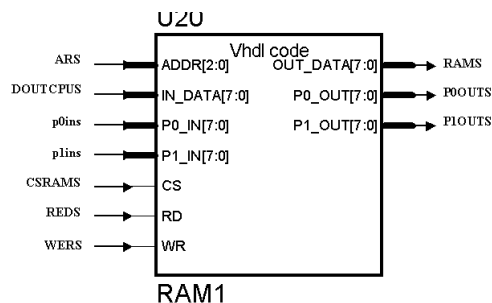 U20
Vhdl code
ARS ADDR[2:0] OUT_DATA[7:0] RAMS
DOUTCPUS IN_DATA[7:0] P0_OUT[7:0] P0OUTS
p0ins P0_IN[7:0] P1_OUT[7:0] P1OUTS
p1ins P1_IN[7:0]
CSRAMS CS
REDS RD
WERS WR
RAM1